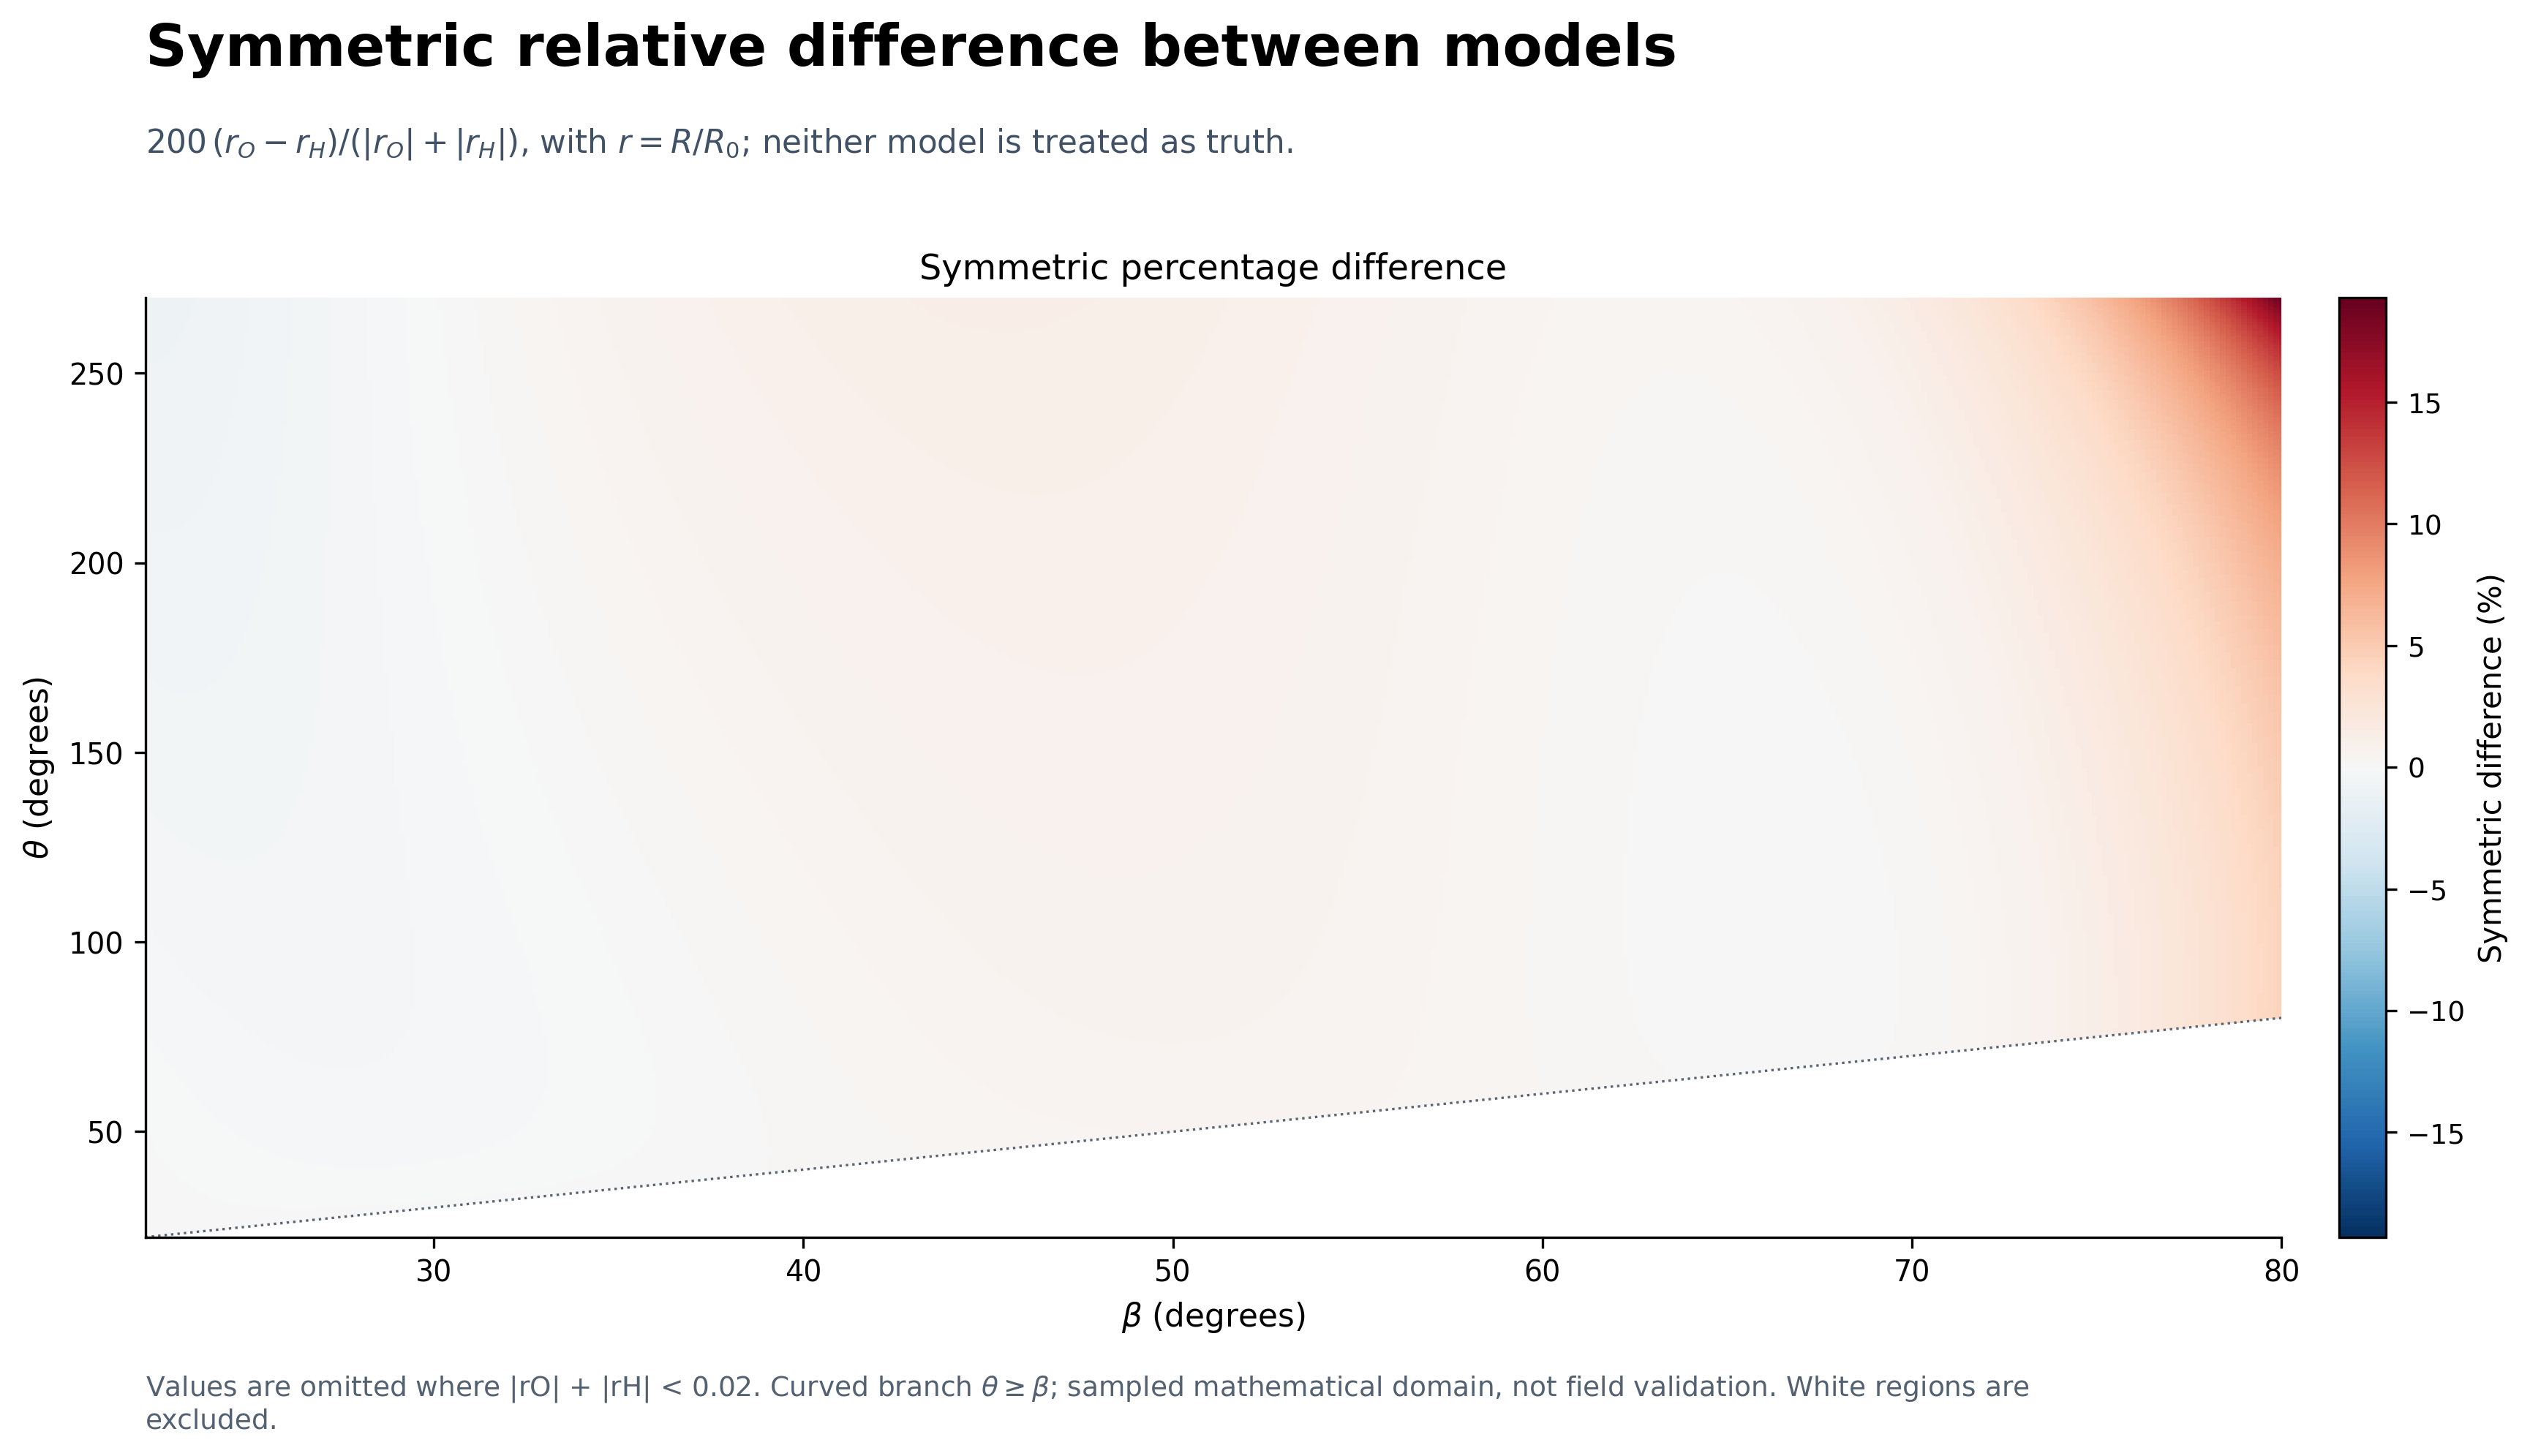 Symmetric relative difference between models
200 (r_O − r_H)/(|r_O| + |r_H|), with r = R/R_0; neither model is treated as truth.
Symmetric percentage difference
250
200
150
100
50
θ (degrees)
30
40
50
60
70
80
β (degrees)
15
10
5
0
−5
−10
−15
Symmetric difference (%)
Values are omitted where |rO| + |rH| < 0.02. Curved branch θ ≥ β; sampled mathematical domain, not field validation. White regions are
excluded.